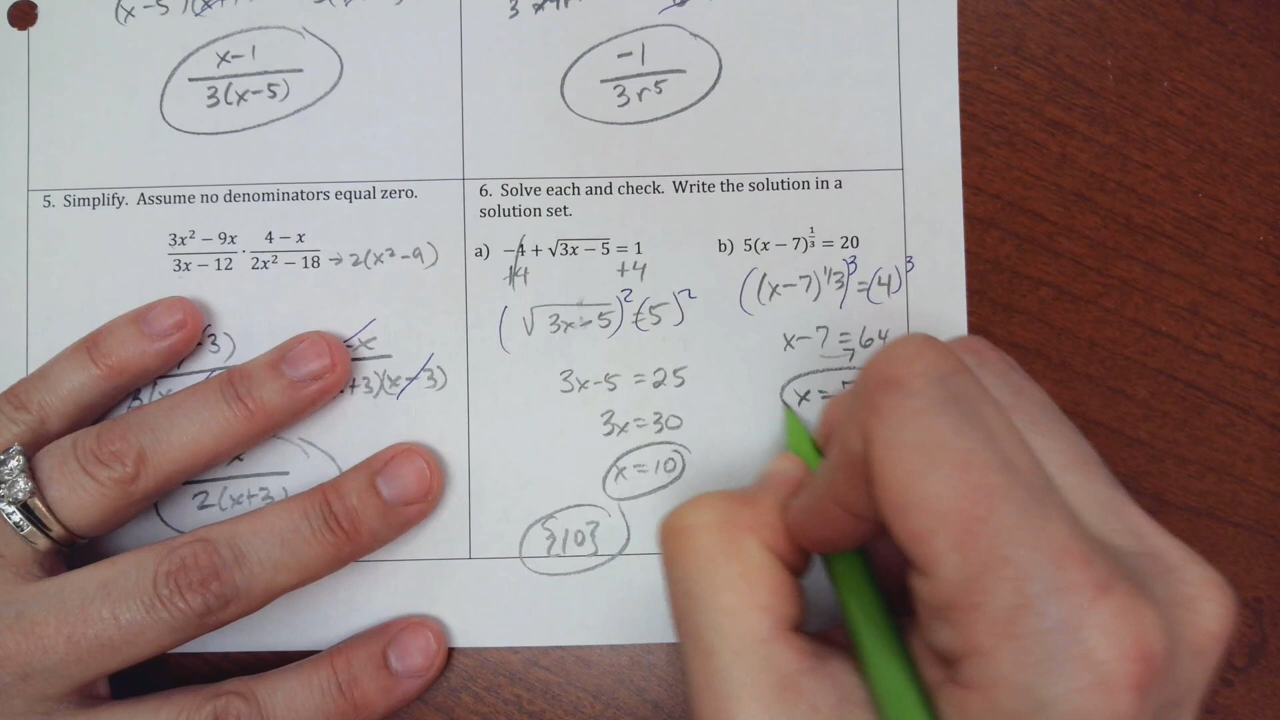 x-1
3(x-5)
-1
3r⁵
5. Simplify. Assume no denominators equal zero.
3x² − 9x
3x − 12
·
4 − x
2x² − 18
→ 2(x²-9)
+3)(x-3)
2(x+3)
6. Solve each and check. Write the solution in a
solution set.
a) −4 + √3x − 5 = 1
+4 +4
(√3x-5)² = (5)²
3x-5 = 25
3x=30
x=10
{10}
b) 5(x − 7)^(1/3) = 20
((x-7)^1/3)³ = (4)³
x-7 = 64
x=